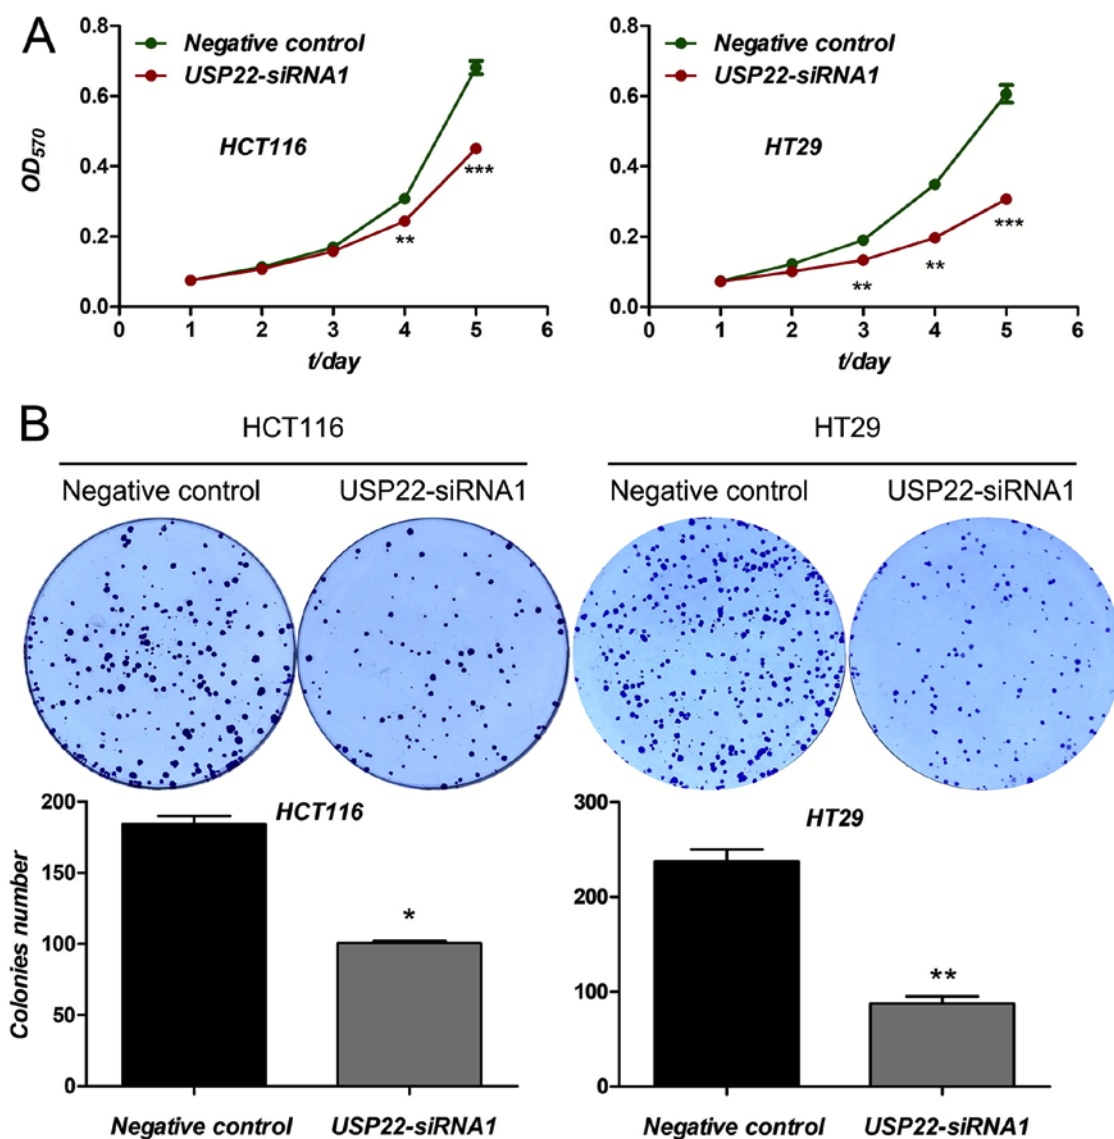 A
0.8
0.6
0.4
0.2
0.0
OD570
Negative control
USP22-siRNA1
HCT116
**
***
0 1 2 3 4 5 6
t/day
0.8
0.6
0.4
0.2
0.0
Negative control
USP22-siRNA1
HT29
**
**
***
0 1 2 3 4 5 6
t/day
B
HCT116
Negative control USP22-siRNA1
HT29
Negative control USP22-siRNA1
200
150
100
50
0
Colonies number
HCT116
*
Negative control USP22-siRNA1
300
200
100
0
HT29
**
Negative control USP22-siRNA1